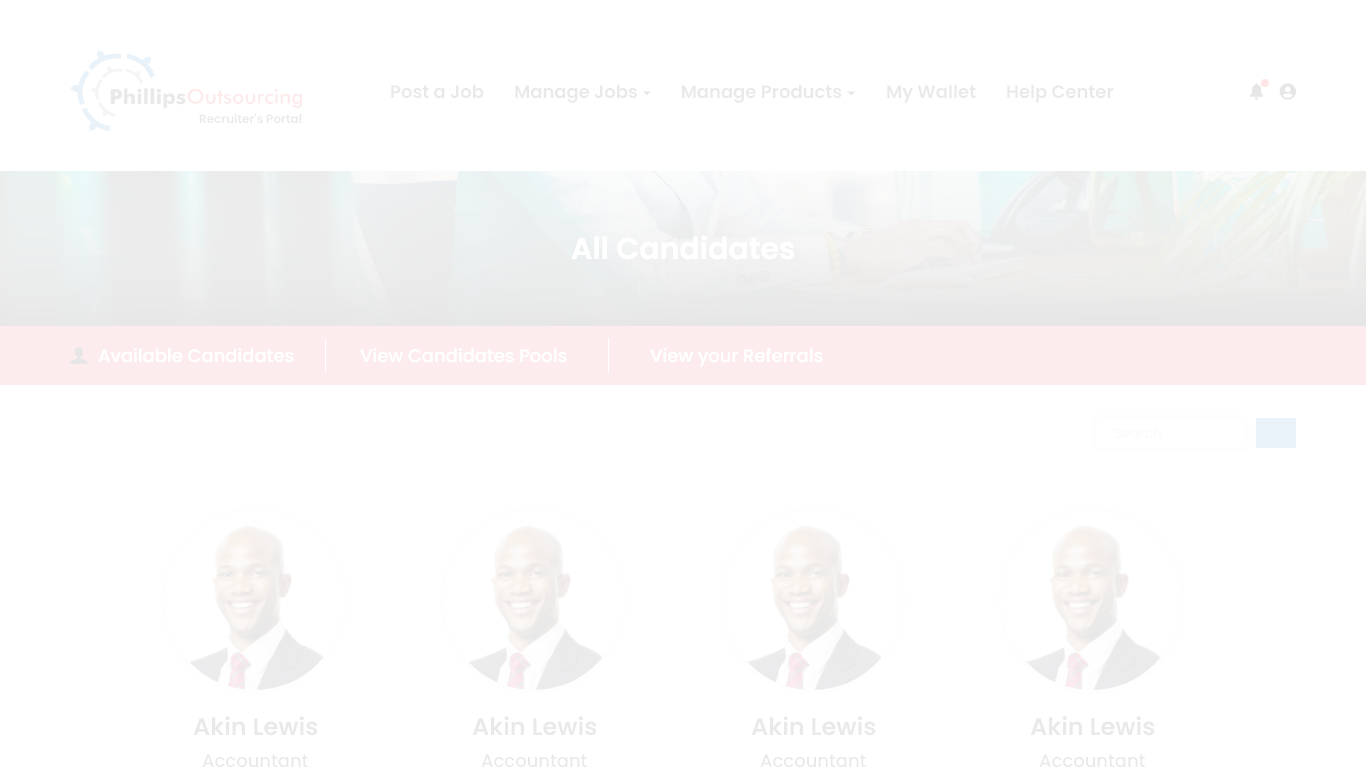 PhillipsOutsourcing
Recruiter's Portal
Post a Job
Manage Jobs
Manage Products
My Wallet
Help Center
All Candidates
Available Candidates
View Candidates Pools
View your Referrals
Search
Akin Lewis
Akin Lewis
Akin Lewis
Akin Lewis
Accountant
Accountant
Accountant
Accountant